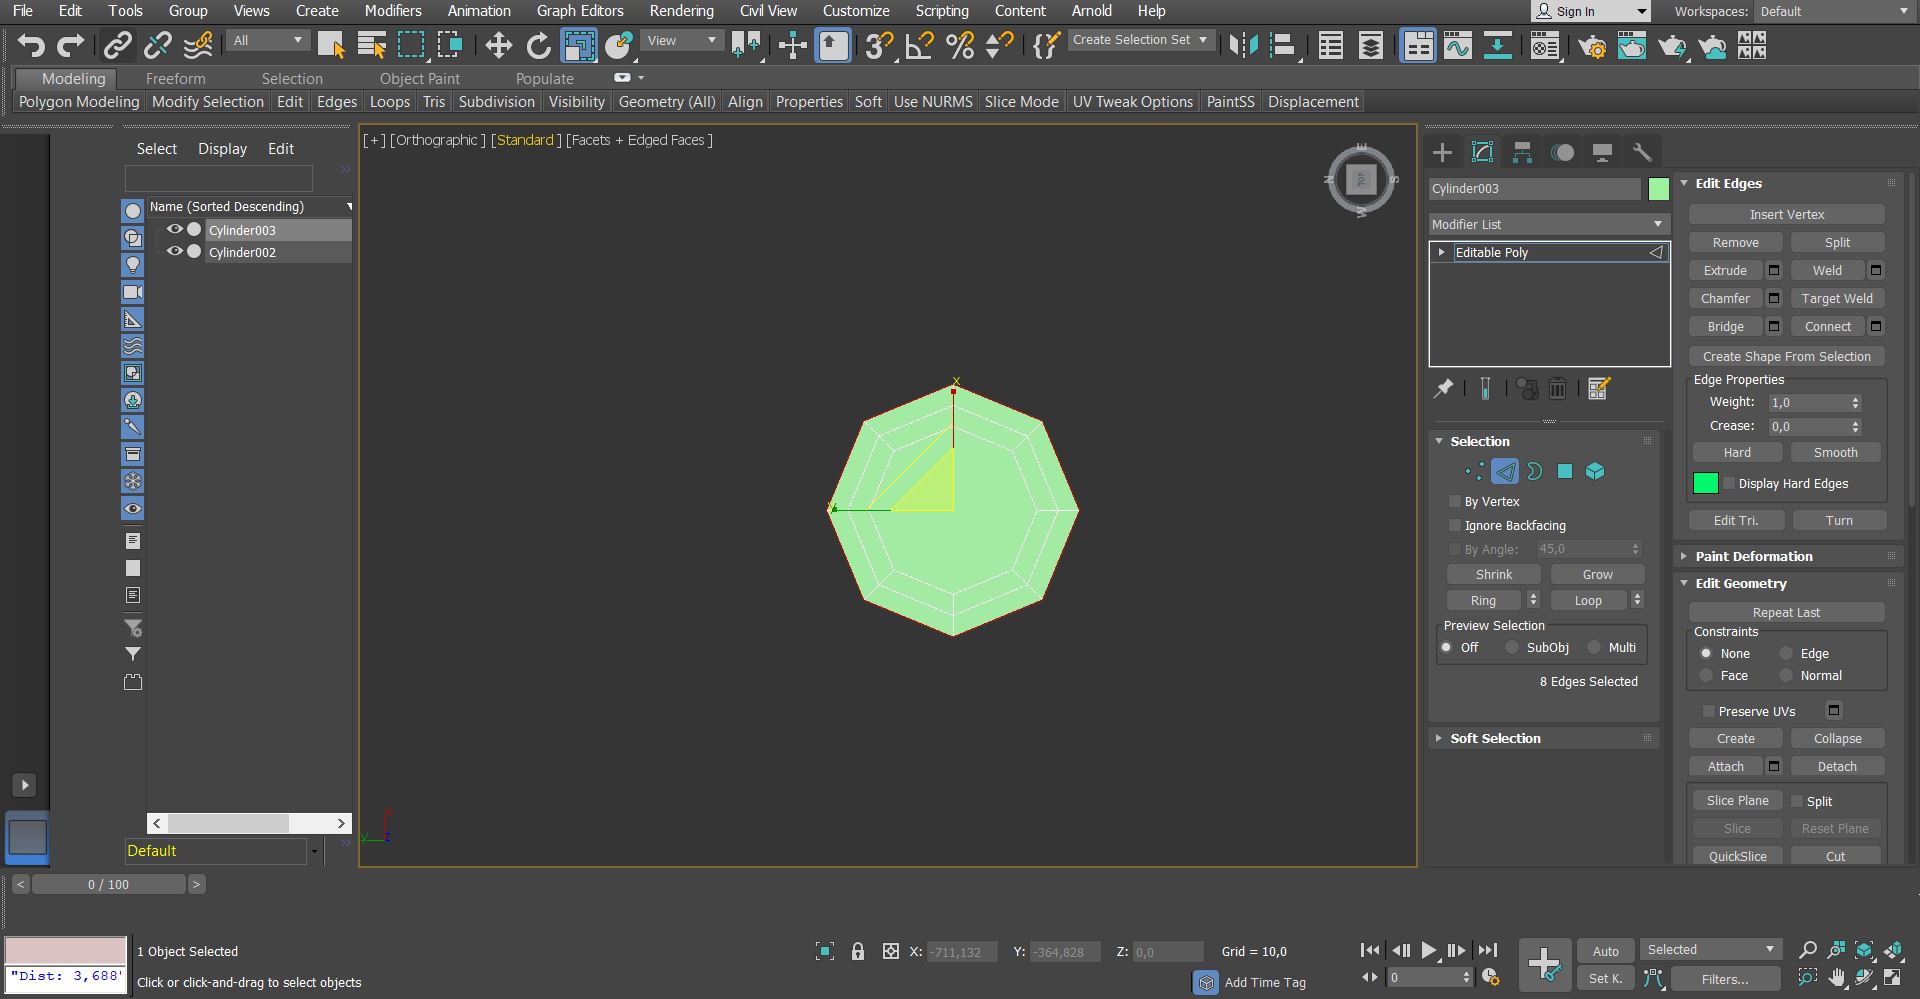 File Edit Tools Group Views Create Modifiers Animation Graph Editors Rendering Civil View Customize Scripting Content Arnold Help Sign In Workspaces: Default
All View Create Selection Set
Modeling Freeform Selection Object Paint Populate
Polygon Modeling Modify Selection Edit Edges Loops Tris Subdivision Visibility Geometry (All) Align Properties Soft Use NURMS Slice Mode UV Tweak Options PaintSS Displacement
Select Display Edit
Name (Sorted Descending)
Cylinder003
Cylinder002
Default
[+] [Orthographic ] [Standard ] [Facets + Edged Faces ]
E
N TOP S
W
x
x
y z
Cylinder003
Modifier List
Editable Poly
Selection
By Vertex
Ignore Backfacing
By Angle: 45,0
Shrink Grow
Ring Loop
Preview Selection
Off SubObj Multi
8 Edges Selected
Soft Selection
Edit Edges
Insert Vertex
Remove Split
Extrude Weld
Chamfer Target Weld
Bridge Connect
Create Shape From Selection
Edge Properties
Weight: 1,0
Crease: 0,0
Hard Smooth
Display Hard Edges
Edit Tri. Turn
Paint Deformation
Edit Geometry
Repeat Last
Constraints
None Edge
Face Normal
Preserve UVs
Create Collapse
Attach Detach
Slice Plane Split
Slice Reset Plane
QuickSlice Cut
< 0 / 100 >
1 Object Selected X: -711,132 Y: -364,828 Z: 0,0 Grid = 10,0 Auto Selected
"Dist: 3,688" Click or click-and-drag to select objects Add Time Tag 0 Set K. Filters...